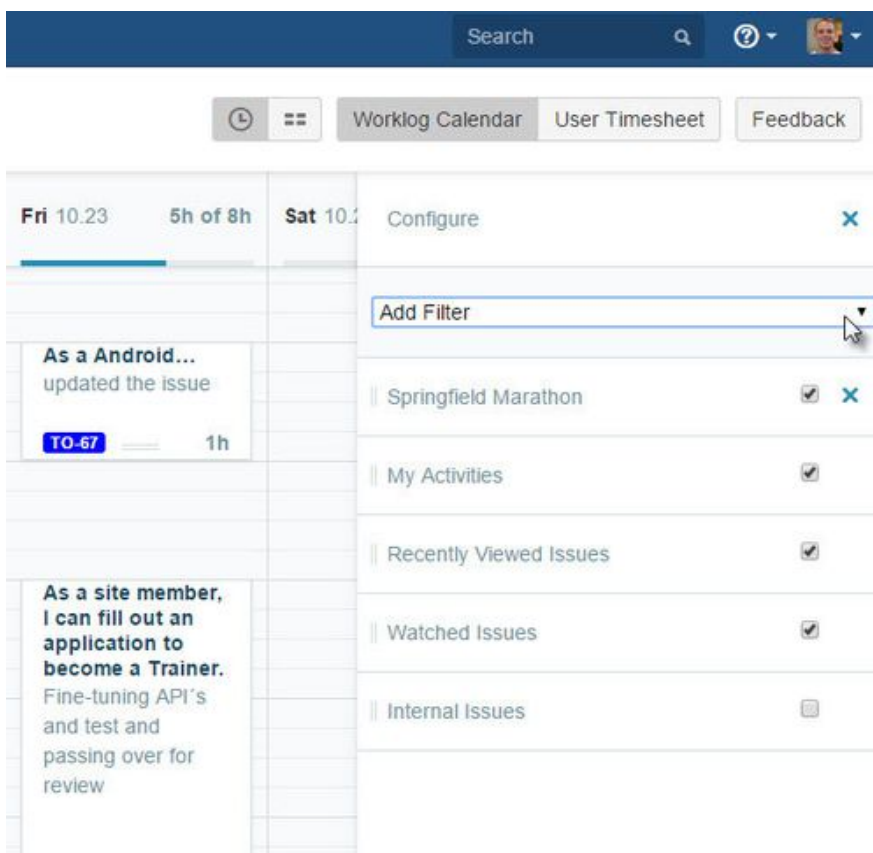 Search
Worklog Calendar User Timesheet Feedback
Fri 10.23 5h of 8h Sat
Configure
Add Filter
As a Android...
updated the issue
TO-67 1h
Springfield Marathon
My Activities
Recently Viewed Issues
Watched Issues
Internal Issues
As a site member,
I can fill out an
application to
become a Trainer.
Fine-tuning API´s
and test and
passing over for
review